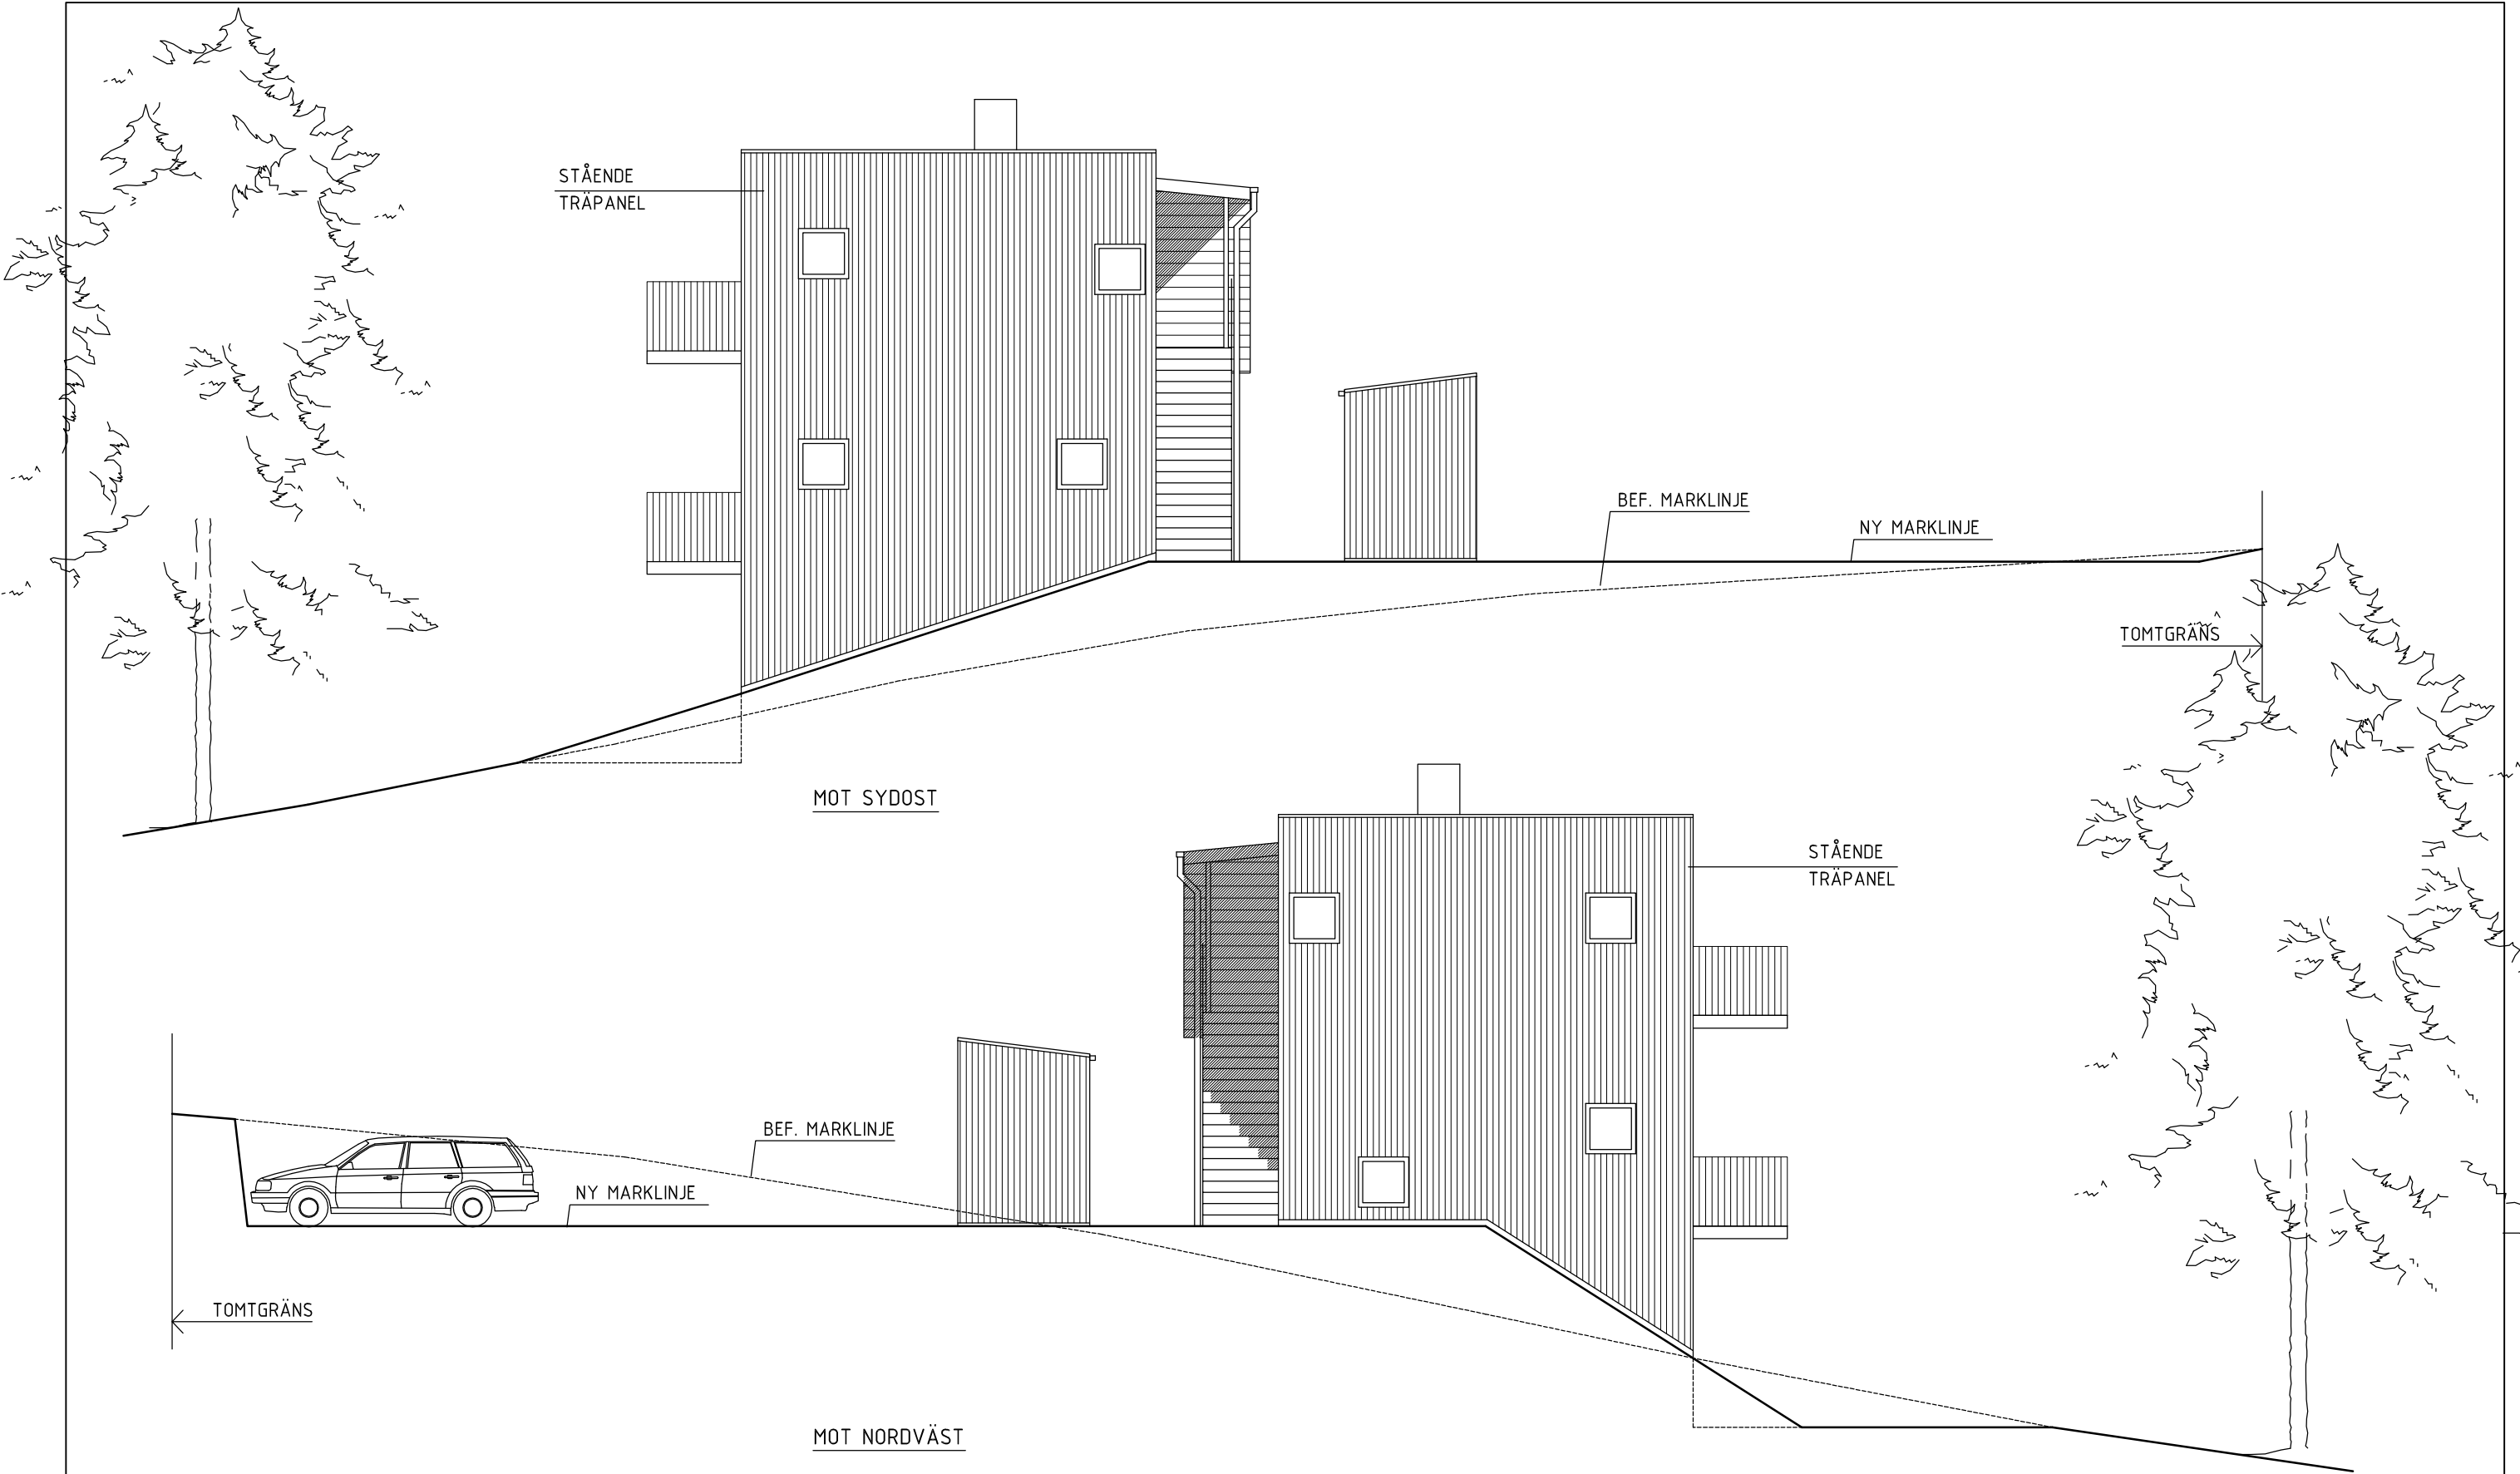 STÅENDE
TRÄPANEL
BEF. MARKLINJE
NY MARKLINJE
TOMTGRÄNS
MOT SYDOST
STÅENDE
TRÄPANEL
BEF. MARKLINJE
NY MARKLINJE
TOMTGRÄNS
MOT NORDVÄST